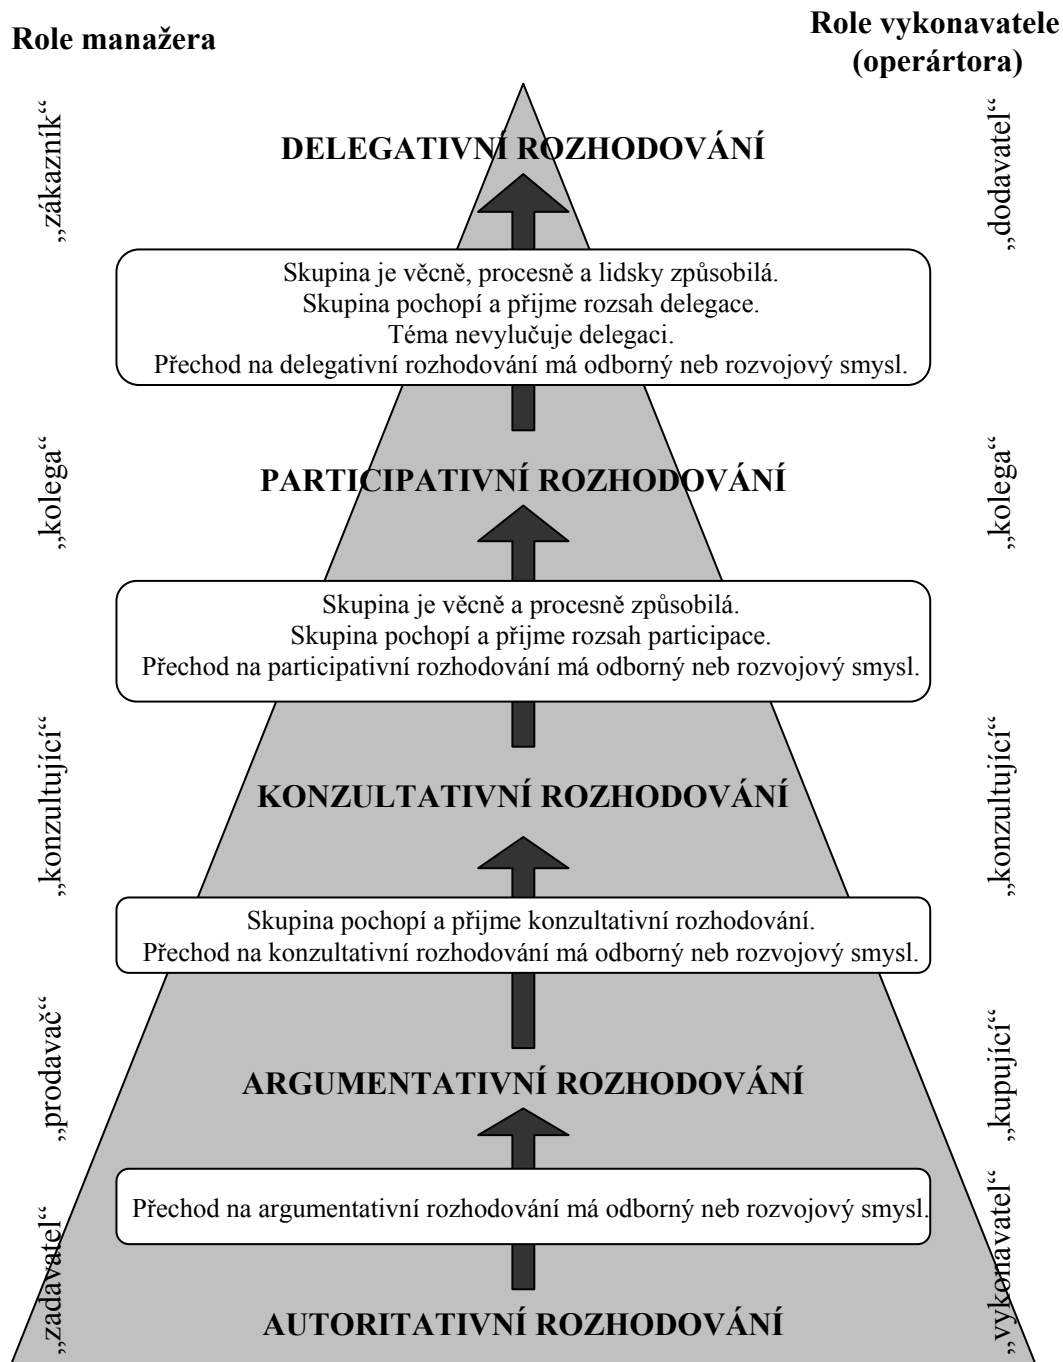 Role manažera
Role vykonavatele
(operártora)
„zákazník“
DELEGATIVNÍ ROZHODOVÁNÍ
„dodavatel“
Skupina je věcně, procesně a lidsky způsobilá.
Skupina pochopí a přijme rozsah delegace.
Téma nevylučuje delegaci.
Přechod na delegativní rozhodování má odborný neb rozvojový smysl.
„kolega“
PARTICIPATIVNÍ ROZHODOVÁNÍ
„kolega“
Skupina je věcně a procesně způsobilá.
Skupina pochopí a přijme rozsah participace.
Přechod na participativní rozhodování má odborný neb rozvojový smysl.
„konzultující“
KONZULTATIVNÍ ROZHODOVÁNÍ
„konzultující“
Skupina pochopí a přijme konzultativní rozhodování.
Přechod na konzultativní rozhodování má odborný neb rozvojový smysl.
„prodavač“
ARGUMENTATIVNÍ ROZHODOVÁNÍ
„kupující“
Přechod na argumentativní rozhodování má odborný neb rozvojový smysl.
„zadavatel“
AUTORITATIVNÍ ROZHODOVÁNÍ
„vykonavatel“